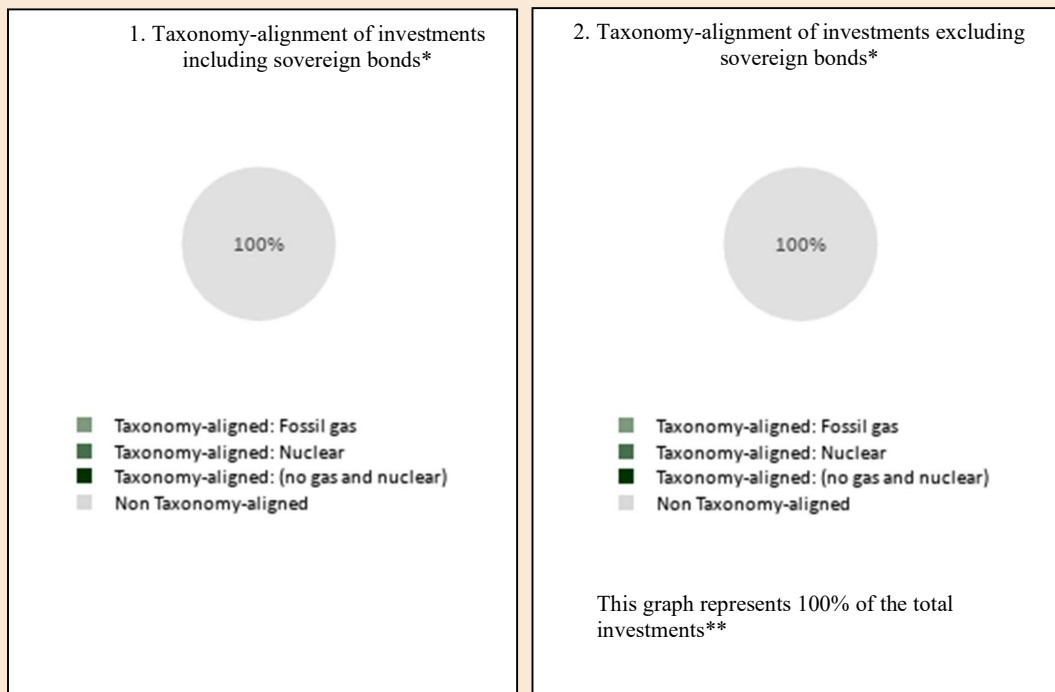 1. Taxonomy-alignment of investments
including sovereign bonds*
100%
Taxonomy-aligned: Fossil gas
Taxonomy-aligned: Nuclear
Taxonomy-aligned: (no gas and nuclear)
Non Taxonomy-aligned
2. Taxonomy-alignment of investments excluding
sovereign bonds*
100%
Taxonomy-aligned: Fossil gas
Taxonomy-aligned: Nuclear
Taxonomy-aligned: (no gas and nuclear)
Non Taxonomy-aligned
This graph represents 100% of the total
investments**